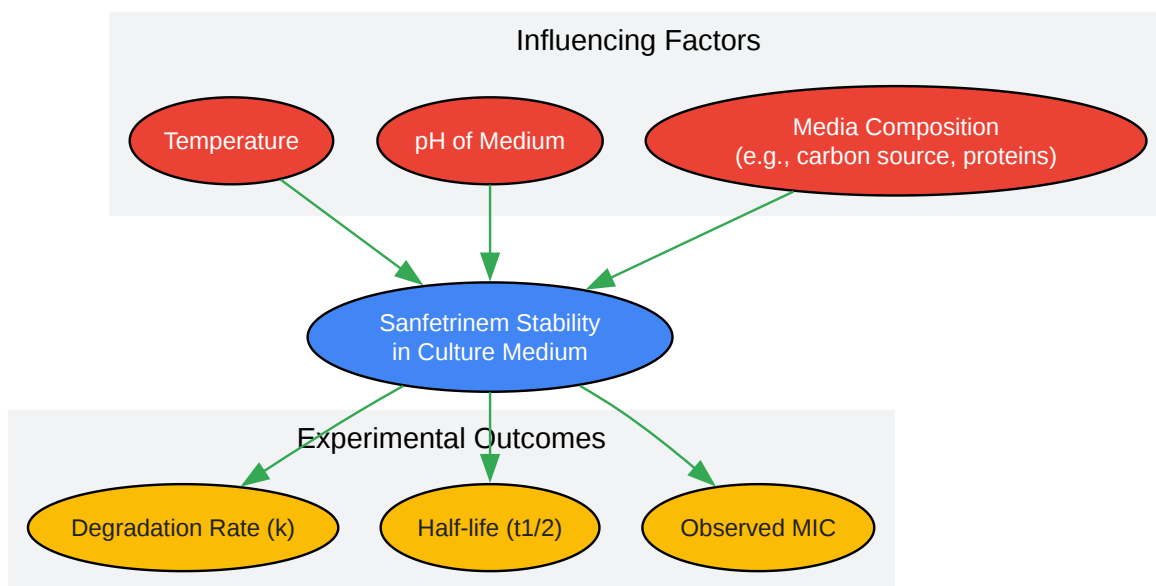 Influencing Factors
Temperature
pH of Medium
Media Composition
(e.g., carbon source, proteins)
Sanfetrinem Stability
in Culture Medium
Experimental Outcomes
Degradation Rate (k)
Half-life (t1/2)
Observed MIC